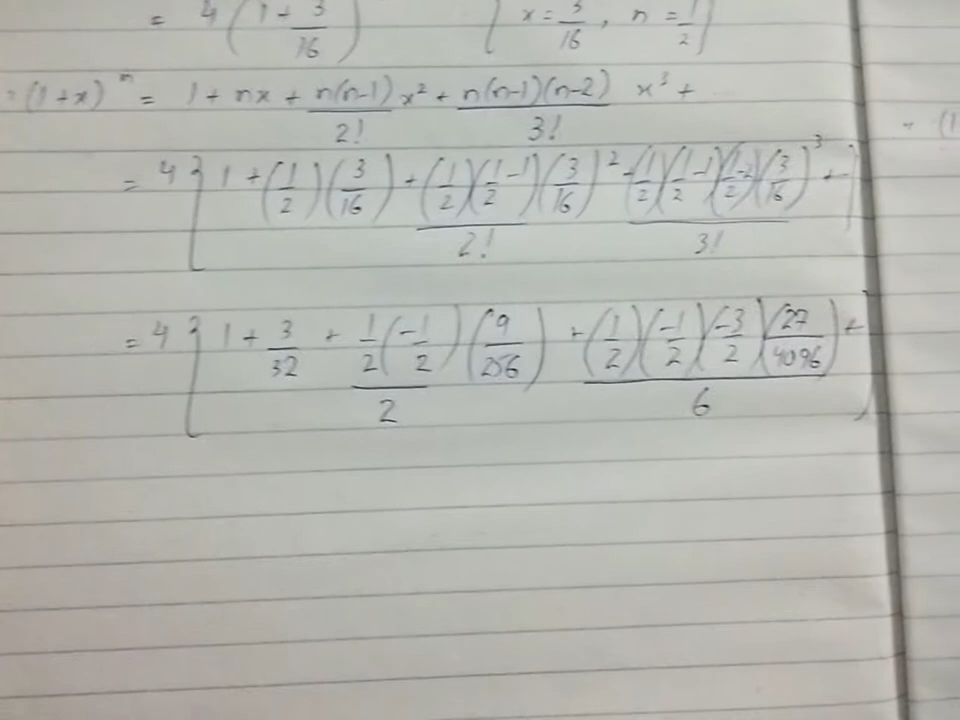 = 4 (1 + 3/16) [x = 3/16, n = 1/2]
= (1+x)^n = 1 + nx + n(n-1)/2! x² + n(n-1)(n-2)/3! x³ +
= 4 { 1 + (1/2)(3/16) + (1/2)(1/2 -1)(3/16)²/2! + (1/2)(1/2 -1)(1/2 -2)(3/16)³/3! + }
= 4 { 1 + 3/32 + 1/2(-1/2)(9/256)/2 + (1/2)(-1/2)(-3/2)(27/4096)/6 + }